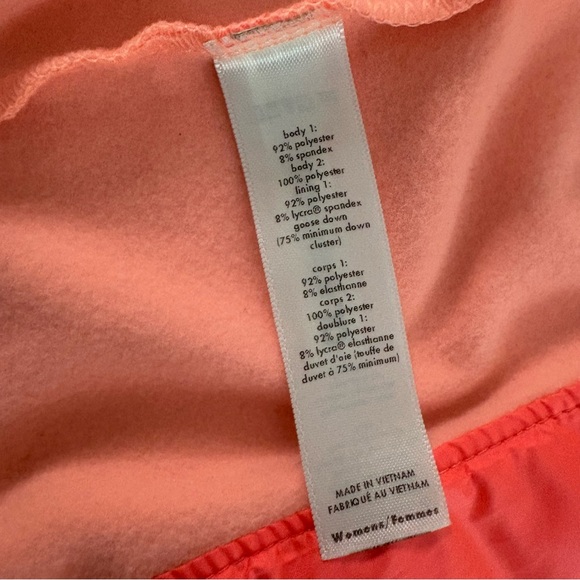 body 1:
92% polyester
8% spandex
body 2:
100% polyester
lining 1:
92% polyester
8% lycra® spandex
goose down
(75% minimum down
cluster)
corps 1:
92% polyester
8% élasthanne
corps 2:
100% polyester
doublure 1:
92% polyester
8% lycra® élasthanne
duvet d'oie (touffe de
duvet à 75% minimum)
MADE IN VIETNAM
FABRIQUÉ AU VIETNAM
Womens/Femmes